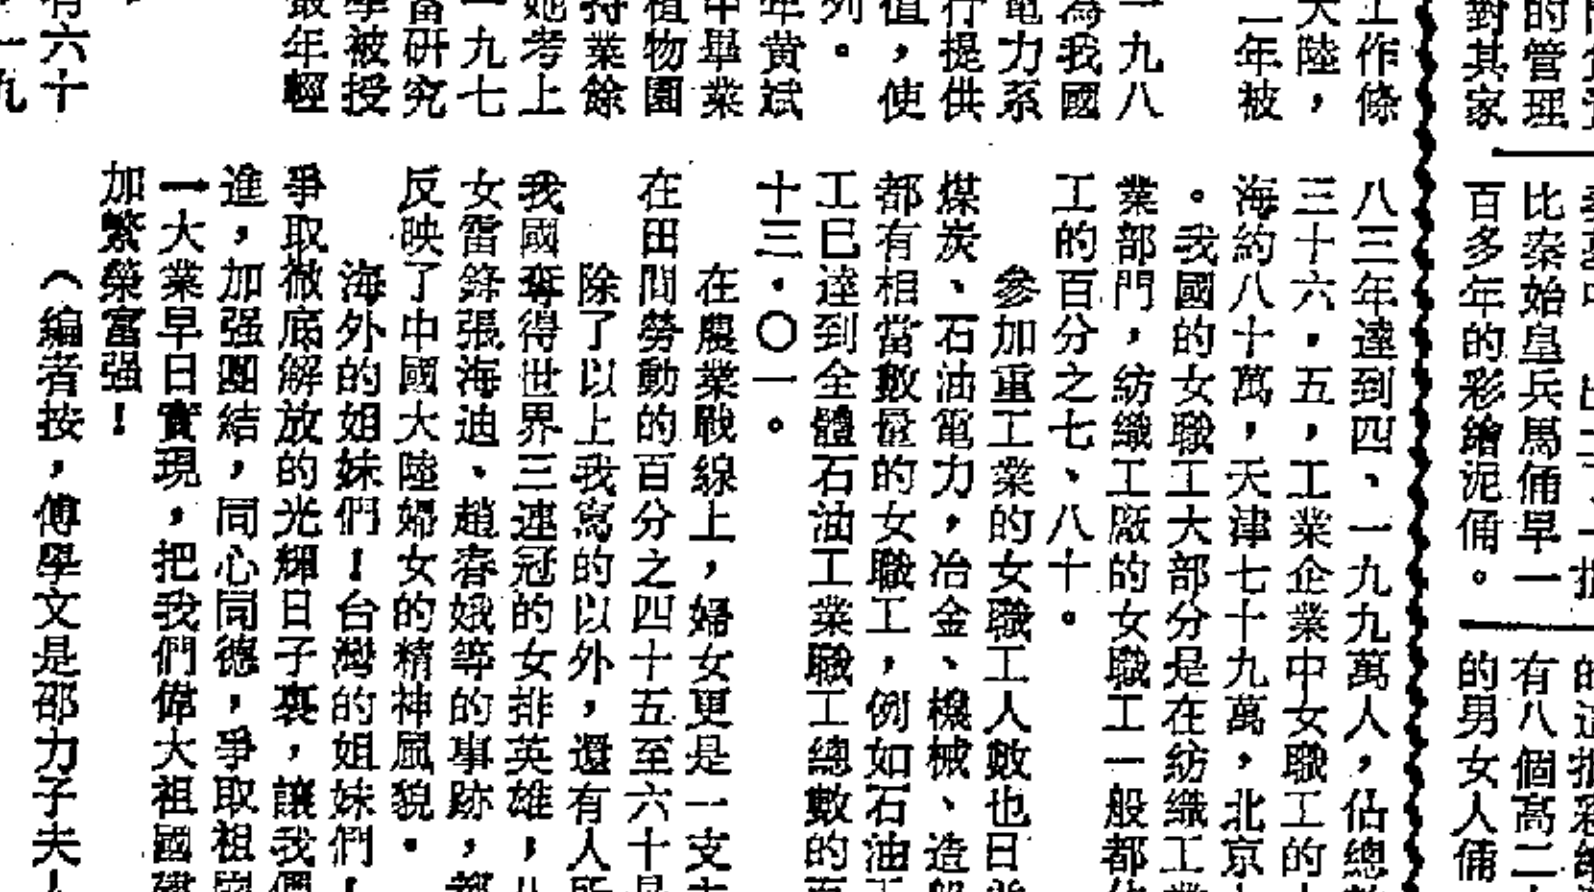 的管理
對其家
工作條
大陸，
二年被
一九八
為我國
電力系
行提供
值，使
列。
年黄斌
中畢業
植物園
持業餘
她考上
一九七
當研究
學被授
最年輕
有六十
一九
比秦始皇兵馬俑早一
百多年的彩繪泥俑。
八三年達到四、一九九萬人，佔總
三十六．五，工業企業中女職工的
海約八十萬，天津七十九萬，北京
。我國的女職工大部分是在紡織工業
業部門，紡織工廠的女職工一般都
工的百分之七、八十。
參加重工業的女職工人數也日
煤炭、石油電力，冶金、機械、造
都有相當數量的女職工，例如石油
工已達到全體石油工業職工總數的
十三．〇一。
在農業戰線上，婦女更是一支
在田間勞動的百分之四十五至六十
除了以上我寫的以外，還有人所
我國奪得世界三連冠的女排英雄，
女雷鋒張海迪、趙春娥等的事跡，都
反映了中國大陸婦女的精神風貌。
海外的姐妹們！台灣的姐妹們！
爭取徹底解放的光輝日子裏，讓我們
進，加强團結，同心同德，爭取祖國
一大業早日實現，把我們偉大祖國建
加繁榮富强！
（編者按，傅學文是邵力子夫人
有八個高二
的男女人俑